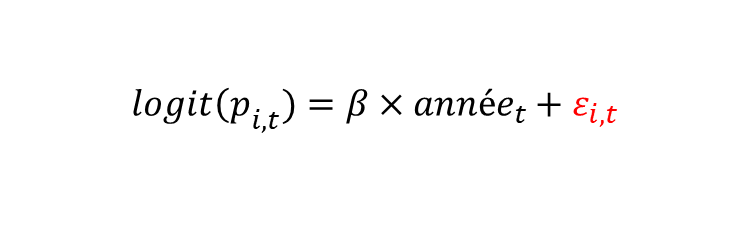 logit(p_{i,t}) = β × année_t + ε_{i,t}